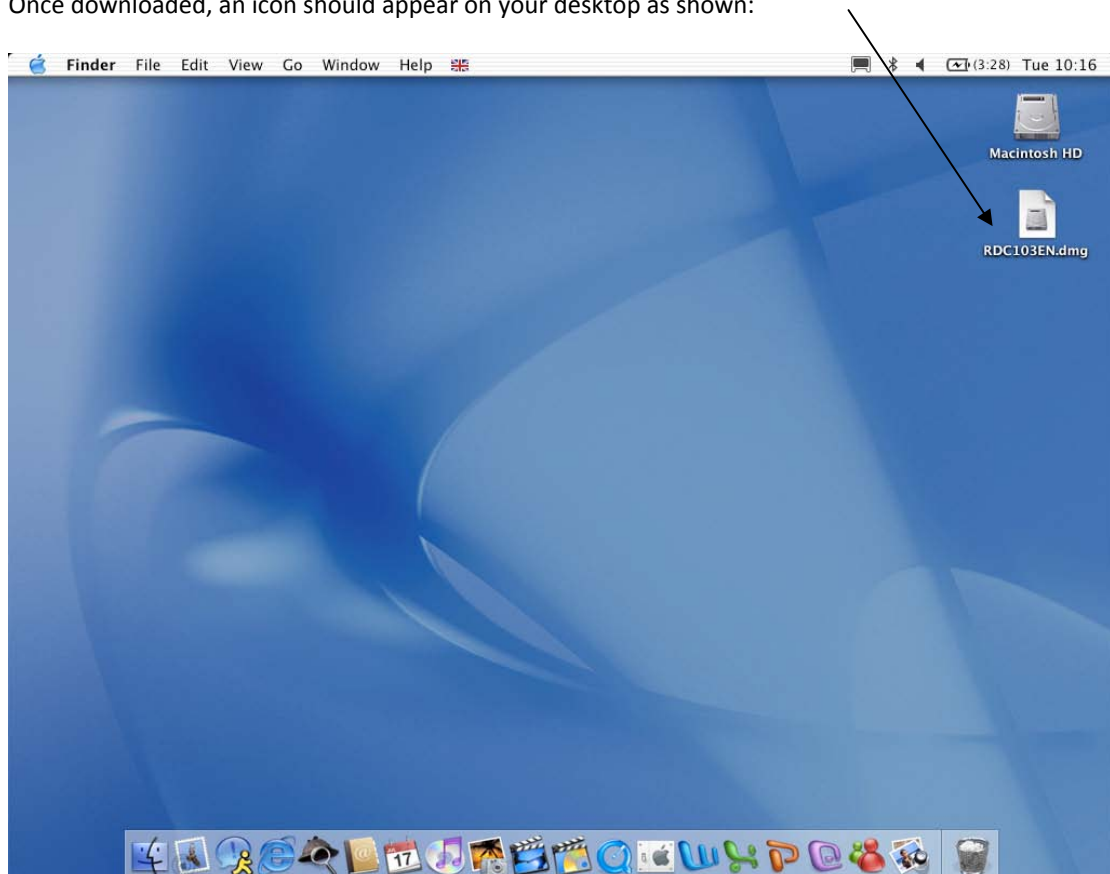 Once downloaded, an icon should appear on your desktop as shown:
Finder File Edit View Go Window Help (3:28) Tue 10:16
Macintosh HD
RDC103EN.dmg
17